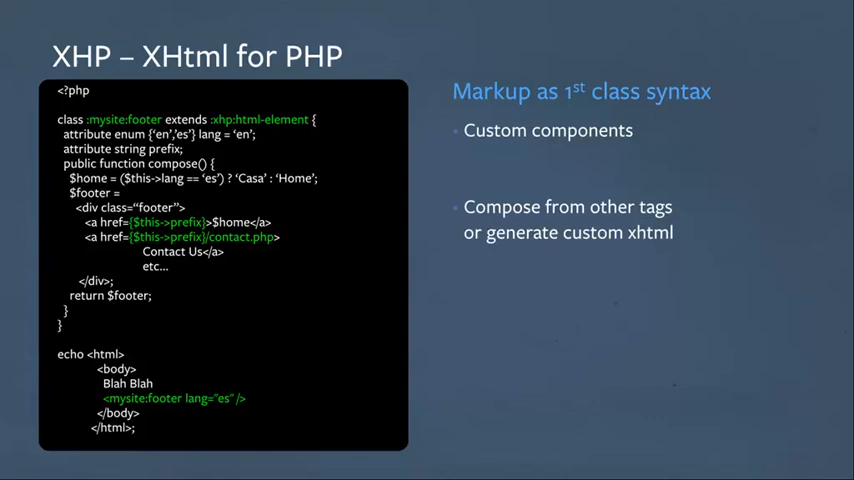 XHP – XHtml for PHP
<?php
class :mysite:footer extends :xhp:html-element {
attribute enum {‘en’,‘es’} lang = ‘en’;
attribute string prefix;
public function compose() {
$home = ($this->lang == ‘es’) ? ‘Casa’ : ‘Home’;
$footer =
<div class=“footer”>
<a href={$this->prefix}>$home</a>
<a href={$this->prefix}/contact.php>
Contact Us</a>
etc...
</div>;
return $footer;
}
}
echo <html>
<body>
Blah Blah
<mysite:footer lang=“es” />
</body>
</html>;
Markup as 1st class syntax
• Custom components
• Compose from other tags
or generate custom xhtml